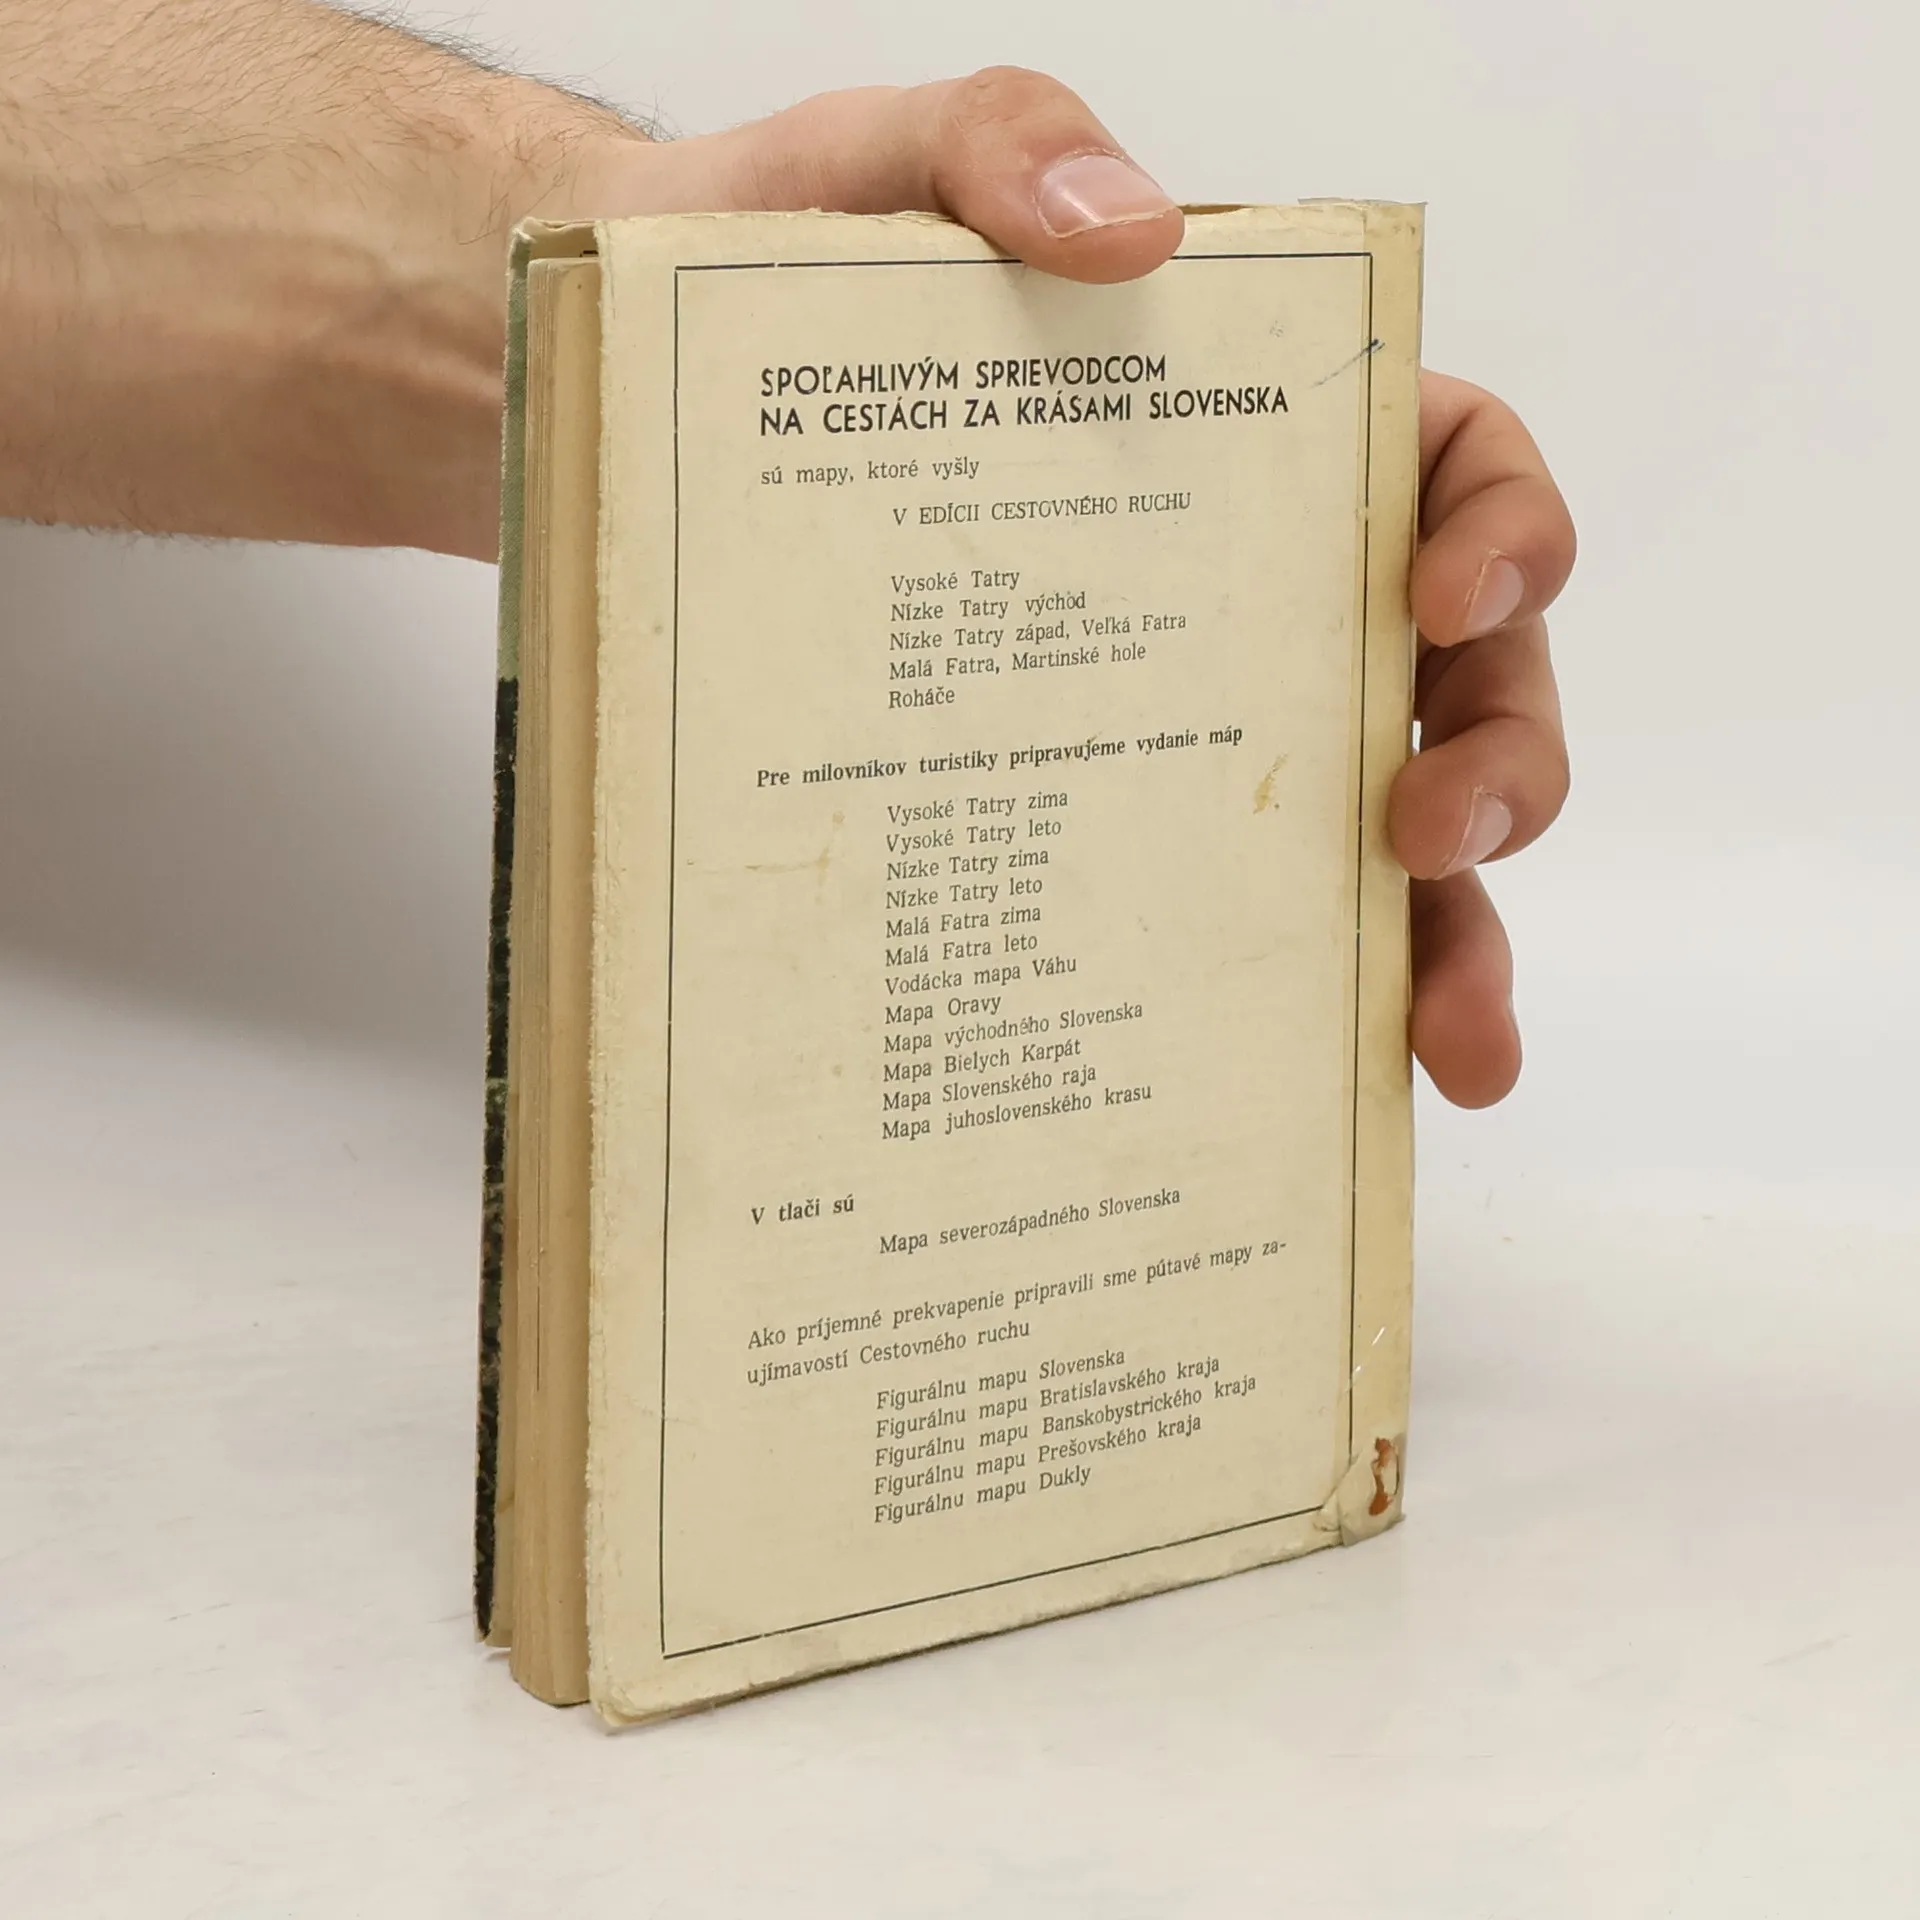 SPOĽAHLIVÝM SPRIEVODCOM
NA CESTÁCH ZA KRÁSAMI SLOVENSKA
sú mapy, ktoré vyšly
V EDÍCII CESTOVNÉHO RUCHU
Vysoké Tatry
Nízke Tatry východ
Nízke Tatry západ, Veľká Fatra
Malá Fatra, Martinské hole
Roháče
Pre milovníkov turistiky pripravujeme vydanie máp
Vysoké Tatry zima
Vysoké Tatry leto
Nízke Tatry zima
Nízke Tatry leto
Malá Fatra zima
Malá Fatra leto
Vodácka mapa Váhu
Mapa Oravy
Mapa východného Slovenska
Mapa Bielych Karpát
Mapa Slovenského raja
Mapa juhoslovenského krasu
V tlači sú
Mapa severozápadného Slovenska
Ako príjemné prekvapenie pripravili sme pútavé mapy za-
ujímavostí Cestovného ruchu
Figurálnu mapu Slovenska
Figurálnu mapu Bratislavského kraja
Figurálnu mapu Banskobystrického kraja
Figurálnu mapu Prešovského kraja
Figurálnu mapu Dukly